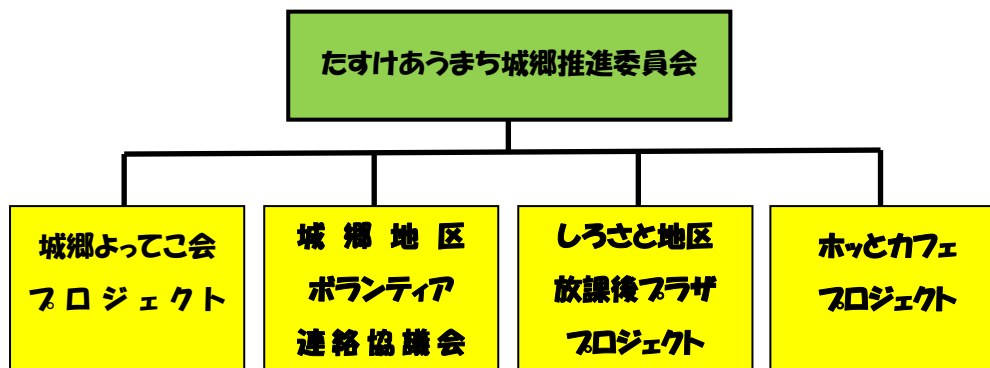 たすけあうまち城郷推進委員会
城郷よってこ会
プロジェクト
城郷地区
ボランティア
連絡協議会
しろさと地区
放課後プラザ
プロジェクト
ホッとカフェ
プロジェクト